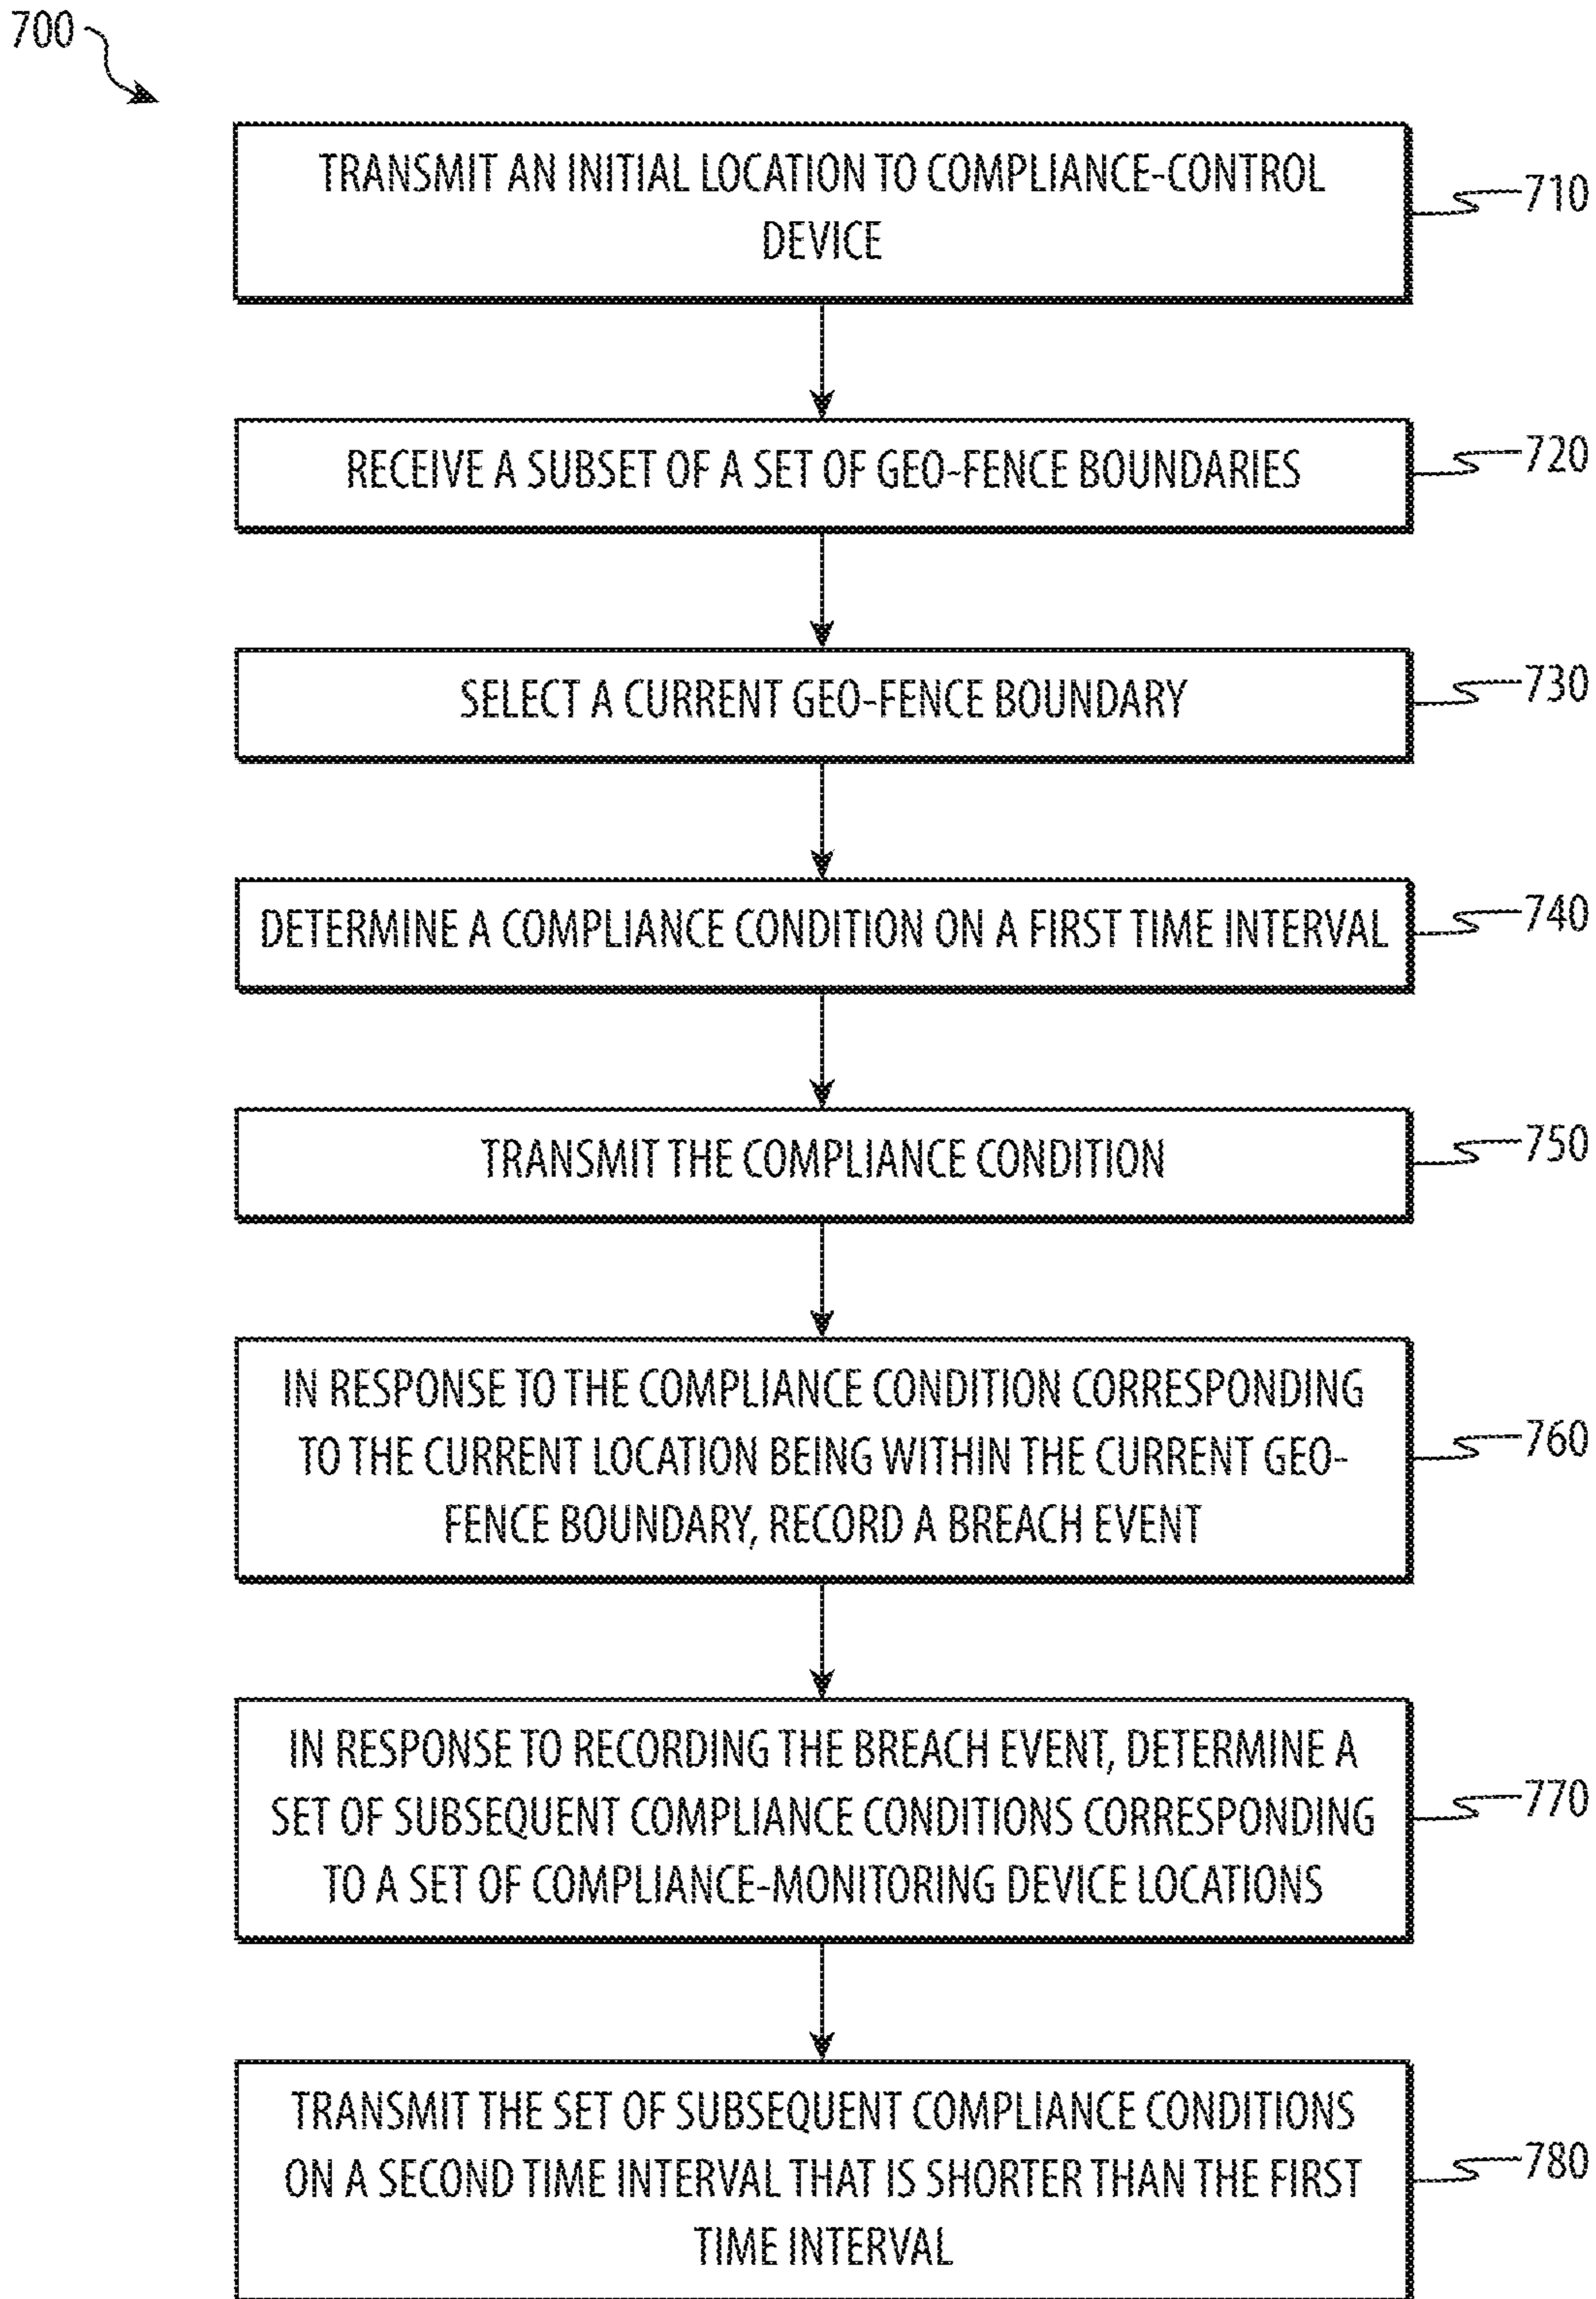 700
TRANSMIT AN INITIAL LOCATION TO COMPLIANCE-CONTROL
DEVICE
710
RECEIVE A SUBSET OF A SET OF GEO-FENCE BOUNDARIES
720
SELECT A CURRENT GEO-FENCE BOUNDARY
730
DETERMINE A COMPLIANCE CONDITION ON A FIRST TIME INTERVAL
740
TRANSMIT THE COMPLIANCE CONDITION
750
IN RESPONSE TO THE COMPLIANCE CONDITION CORRESPONDING
TO THE CURRENT LOCATION BEING WITHIN THE CURRENT GEO-
FENCE BOUNDARY, RECORD A BREACH EVENT
760
IN RESPONSE TO RECORDING THE BREACH EVENT, DETERMINE A
SET OF SUBSEQUENT COMPLIANCE CONDITIONS CORRESPONDING
TO A SET OF COMPLIANCE-MONITORING DEVICE LOCATIONS
770
TRANSMIT THE SET OF SUBSEQUENT COMPLIANCE CONDITIONS
ON A SECOND TIME INTERVAL THAT IS SHORTER THAN THE FIRST
TIME INTERVAL
780